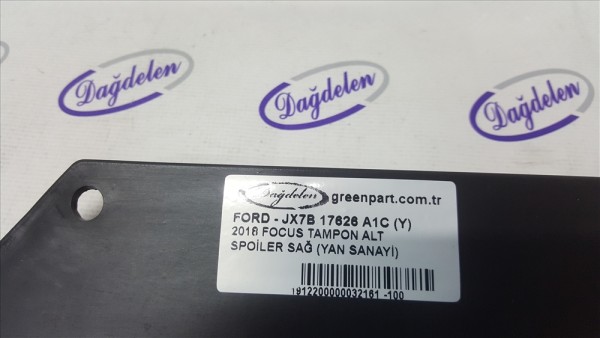 Dağdelen
Dağdelen
Dağdelen
Dağdelen greenpart.com.tr
FORD - JX7B 17626 A1C (Y)
2018 FOCUS TAMPON ALT
SPOİLER SAĞ (YAN SANAYİ)
1912200000032161 -100